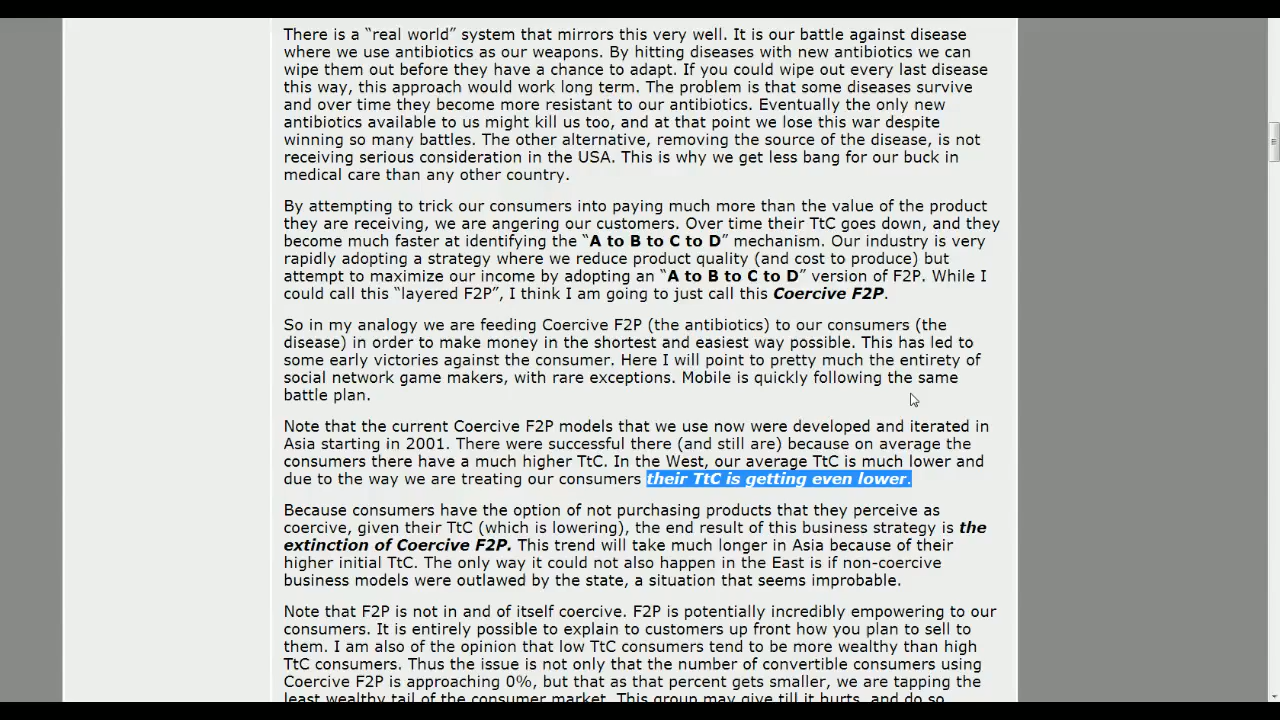 There is a “real world” system that mirrors this very well. It is our battle against disease
where we use antibiotics as our weapons. By hitting diseases with new antibiotics we can
wipe them out before they have a chance to adapt. If you could wipe out every last disease
this way, this approach would work long term. The problem is that some diseases survive
and over time they become more resistant to our antibiotics. Eventually the only new
antibiotics available to us might kill us too, and at that point we lose this war despite
winning so many battles. The other alternative, removing the source of the disease, is not
receiving serious consideration in the USA. This is why we get less bang for our buck in
medical care than any other country.
By attempting to trick our consumers into paying much more than the value of the product
they are receiving, we are angering our customers. Over time their TtC goes down, and they
become much faster at identifying the “A to B to C to D” mechanism. Our industry is very
rapidly adopting a strategy where we reduce product quality (and cost to produce) but
attempt to maximize our income by adopting an “A to B to C to D” version of F2P. While I
could call this “layered F2P”, I think I am going to just call this Coercive F2P.
So in my analogy we are feeding Coercive F2P (the antibiotics) to our consumers (the
disease) in order to make money in the shortest and easiest way possible. This has led to
some early victories against the consumer. Here I will point to pretty much the entirety of
social network game makers, with rare exceptions. Mobile is quickly following the same
battle plan.
Note that the current Coercive F2P models that we use now were developed and iterated in
Asia starting in 2001. There were successful there (and still are) because on average the
consumers there have a much higher TtC. In the West, our average TtC is much lower and
due to the way we are treating our consumers their TtC is getting even lower.
Because consumers have the option of not purchasing products that they perceive as
coercive, given their TtC (which is lowering), the end result of this business strategy is the
extinction of Coercive F2P. This trend will take much longer in Asia because of their
higher initial TtC. The only way it could not also happen in the East is if non-coercive
business models were outlawed by the state, a situation that seems improbable.
Note that F2P is not in and of itself coercive. F2P is potentially incredibly empowering to our
consumers. It is entirely possible to explain to customers up front how you plan to sell to
them. I am also of the opinion that low TtC consumers tend to be more wealthy than high
TtC consumers. Thus the issue is not only that the number of convertible consumers using
Coercive F2P is approaching 0%, but that as that percent gets smaller, we are tapping the
least wealthy tail of the consumer market. This group may give till it hurts, and do so